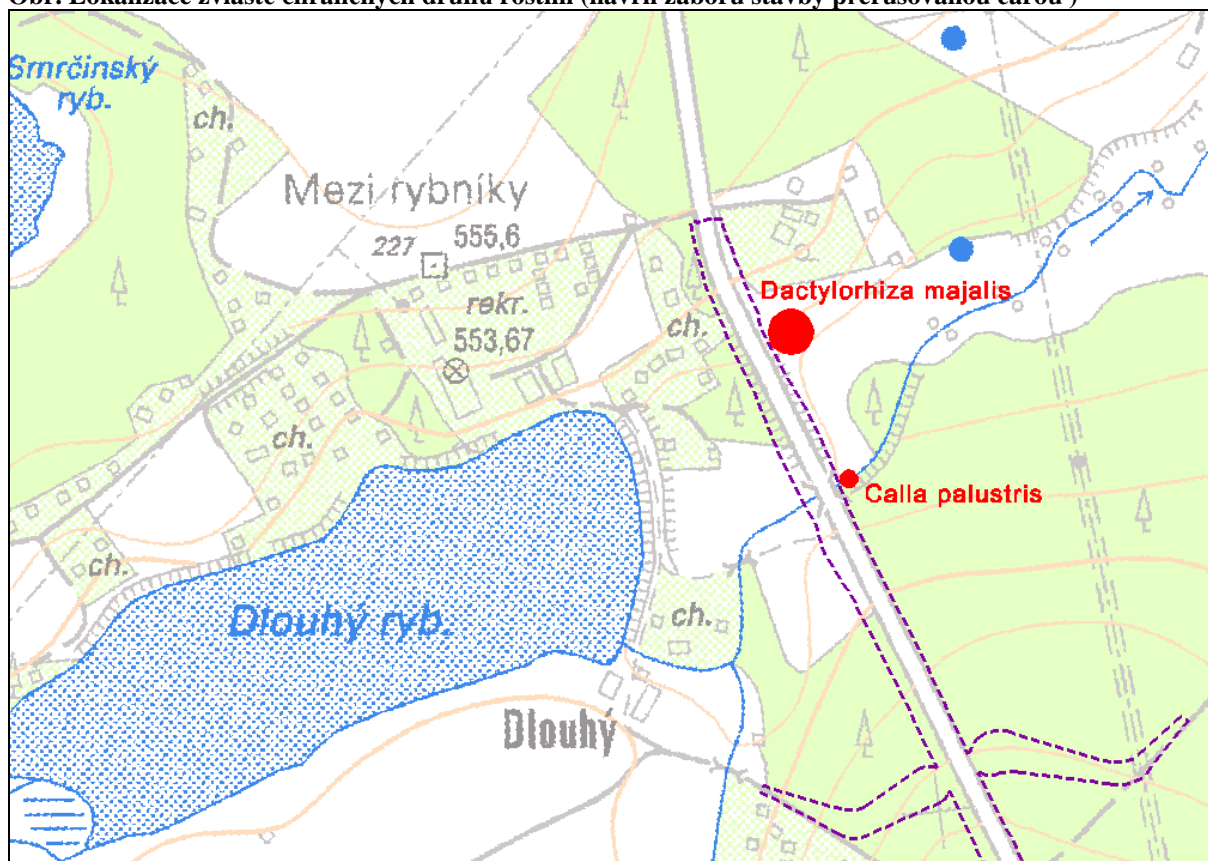 Obr. Lokalizace zvláště chráněných druhů rostlin (návrh záboru stavby přerušovanou čarou )
Smrčinský
ryb.
ch.
Mezi rybníky
227
555,6
rekr.
553,67
Dactylorhiza majalis
ch.
ch.
Calla palustris
ch.
Dlouhý ryb.
ch.
Dlouhý